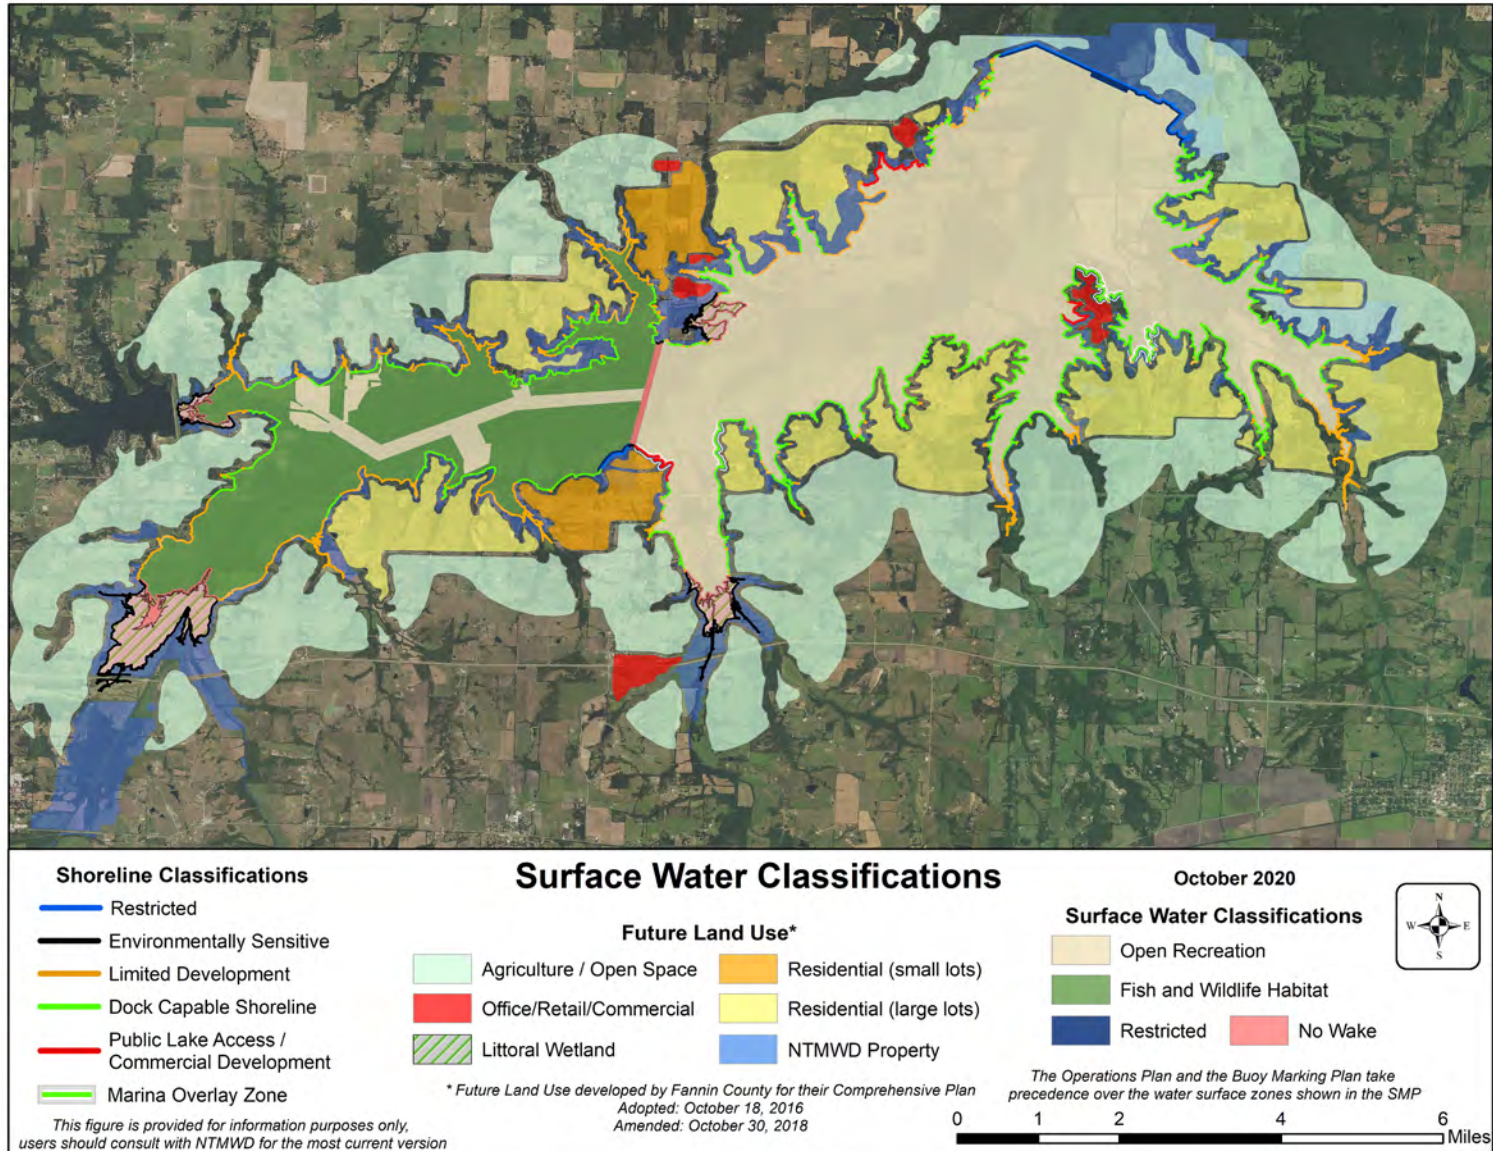 Surface Water Classifications
Shoreline Classifications
Restricted
Environmentally Sensitive
Limited Development
Dock Capable Shoreline
Public Lake Access /
Commercial Development
Marina Overlay Zone
This figure is provided for information purposes only,
users should consult with NTMWD for the most current version
Future Land Use*
Agriculture / Open Space
Office/Retail/Commercial
Littoral Wetland
Residential (small lots)
Residential (large lots)
NTMWD Property
* Future Land Use developed by Fannin County for their Comprehensive Plan
Adopted: October 18, 2016
Amended: October 30, 2018
October 2020
Surface Water Classifications
Open Recreation
Fish and Wildlife Habitat
Restricted
No Wake
N
W
E
S
The Operations Plan and the Buoy Marking Plan take
precedence over the water surface zones shown in the SMP
0 1 2 4 6
Miles